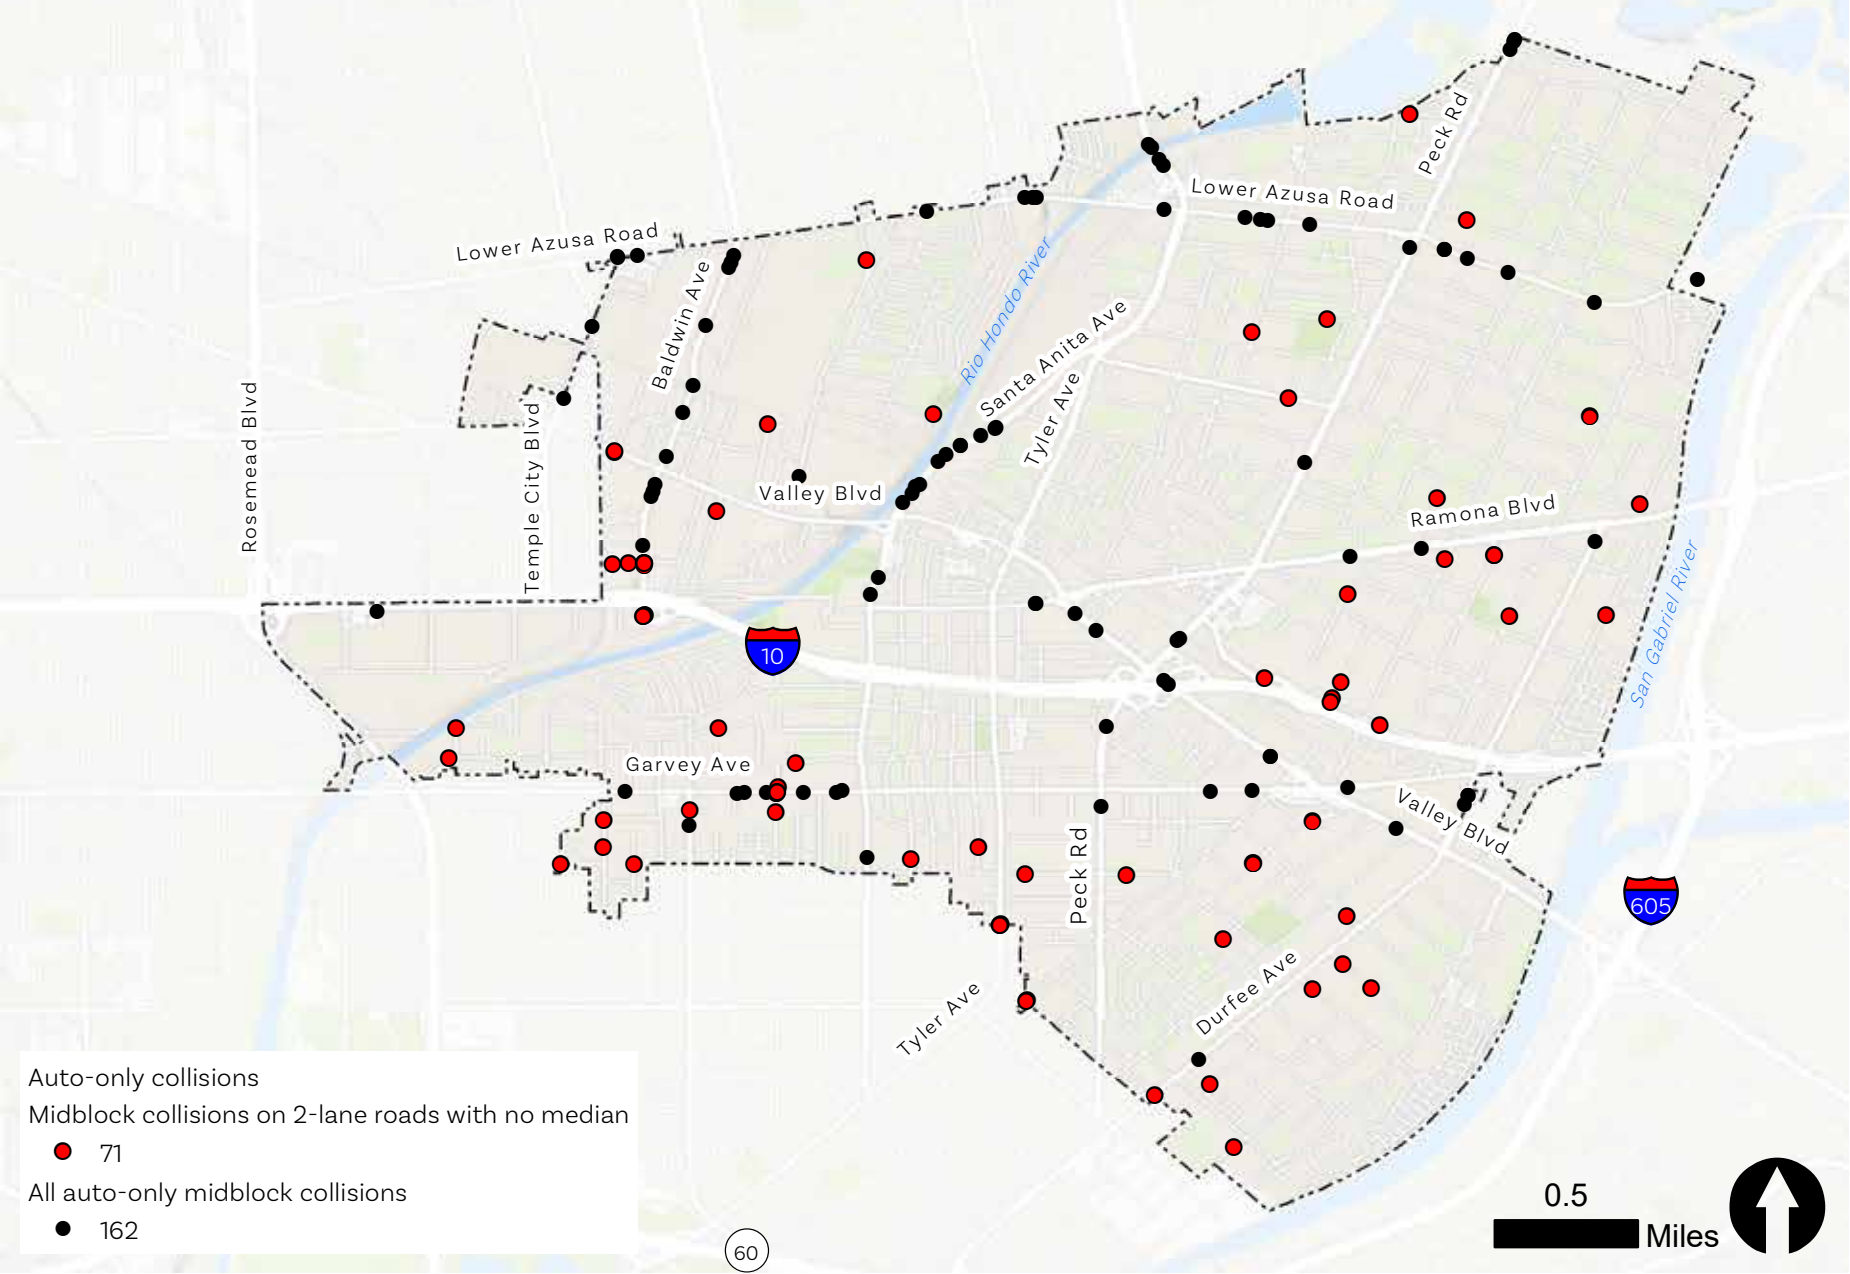 Peck Rd
Lower Azusa Road
Lower Azusa Road
Baldwin Ave
Rio Hondo River
Santa Anita Ave
Tyler Ave
Rosemead Blvd
Temple City Blvd
Valley Blvd
Ramona Blvd
San Gabriel River
10
Garvey Ave
Valley Blvd
Peck Rd
605
Durfee Ave
Tyler Ave
Auto-only collisions
Midblock collisions on 2-lane roads with no median
71
All auto-only midblock collisions
162
60
0.5
Miles